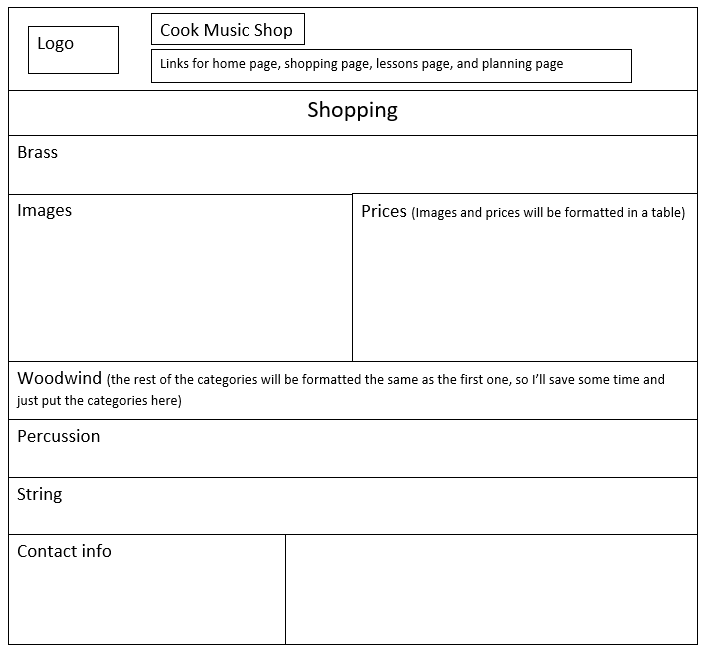 Logo
Cook Music Shop
Links for home page, shopping page, lessons page, and planning page
Shopping
Brass
Images
Prices (Images and prices will be formatted in a table)
Woodwind (the rest of the categories will be formatted the same as the first one, so I’ll save some time and
just put the categories here)
Percussion
String
Contact info